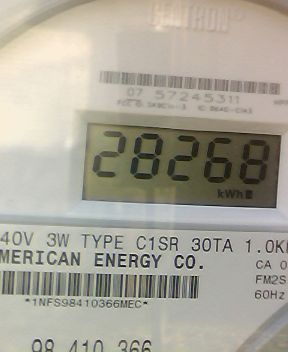 CENTRON
07 57245311
28268
kWh
40V 3W TYPE C1SR 30TA 1.0K
MERICAN ENERGY CO.
CA 0
FM2S
60Hz
*1NFS98410366MEC*
98 410 366